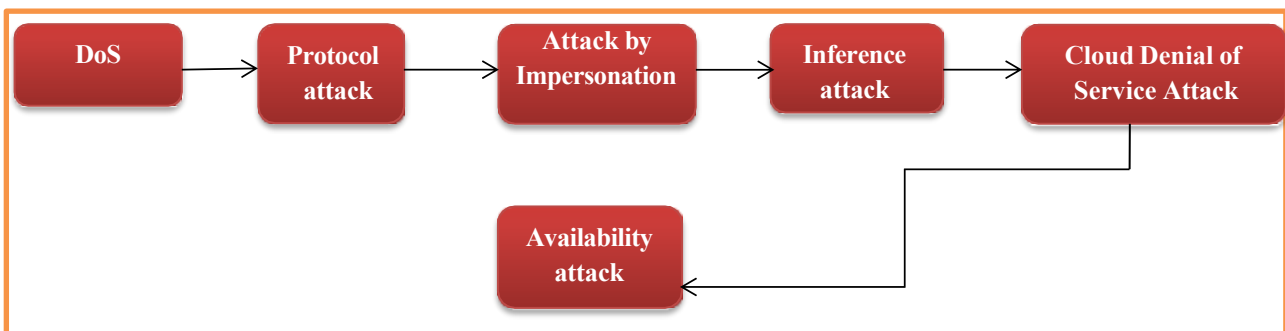 DoS
Protocol
attack
Attack by
Impersonation
Inference
attack
Cloud Denial of
Service Attack
Availability
attack